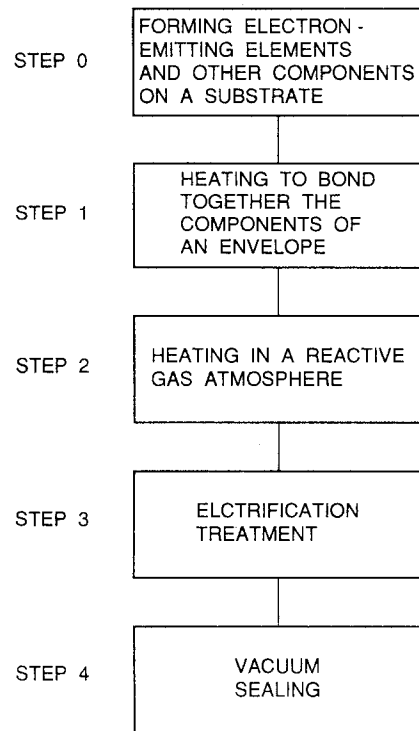 FORMING ELECTRON-
EMITTING ELEMENTS
STEP 0
AND OTHER COMPONENTS
ON A SUBSTRATE
HEATING TO BOND
TOGETHER THE
STEP 1
COMPONENTS OF
AN ENVELOPE
STEP 2
HEATING IN A REACTIVE
GAS ATMOSPHERE
STEP 3
ELCTRIFICATION
TREATMENT
STEP 4
VACUUM
SEALING